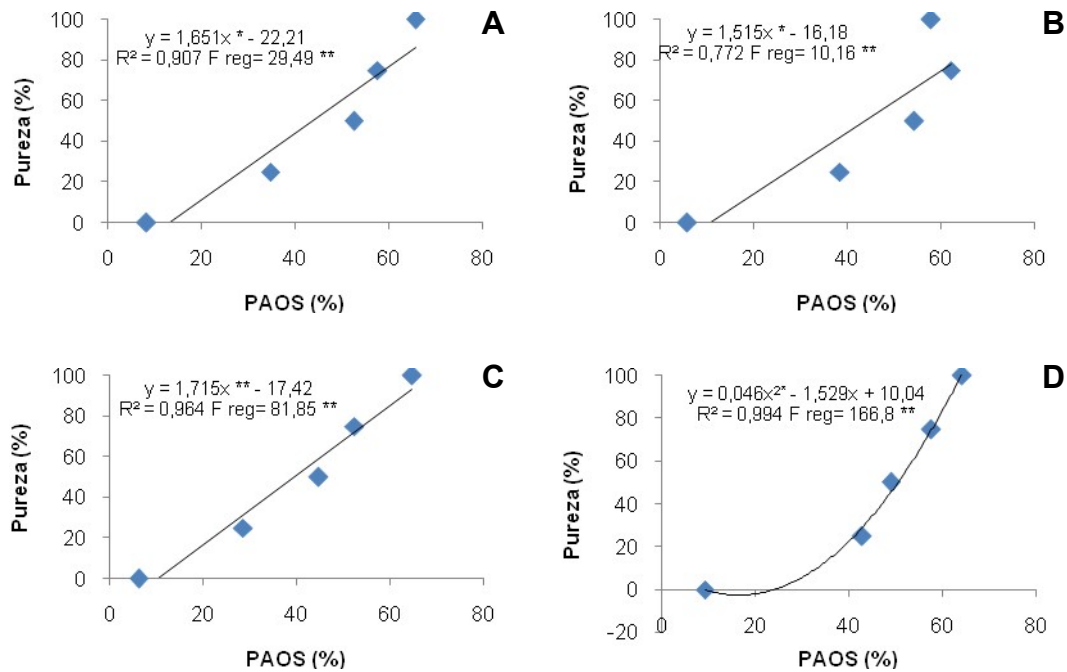 A
y = 1,651x * - 22,21
R² = 0,907 F reg= 29,49 **
Pureza (%)
100
80
60
40
20
0
0 20 40 60 80
PAOS (%)
B
y = 1,515x * - 16,18
R² = 0,772 F reg= 10,16 **
Pureza (%)
100
80
60
40
20
0
0 20 40 60 80
PAOS (%)
C
y = 1,715x ** - 17,42
R² = 0,964 F reg= 81,85 **
Pureza (%)
100
80
60
40
20
0
0 20 40 60 80
PAOS (%)
D
y = 0,046x²* - 1,529x + 10,04
R² = 0,994 F reg= 166,8 **
Pureza (%)
100
80
60
40
20
0
-20
0 20 40 60 80
PAOS (%)